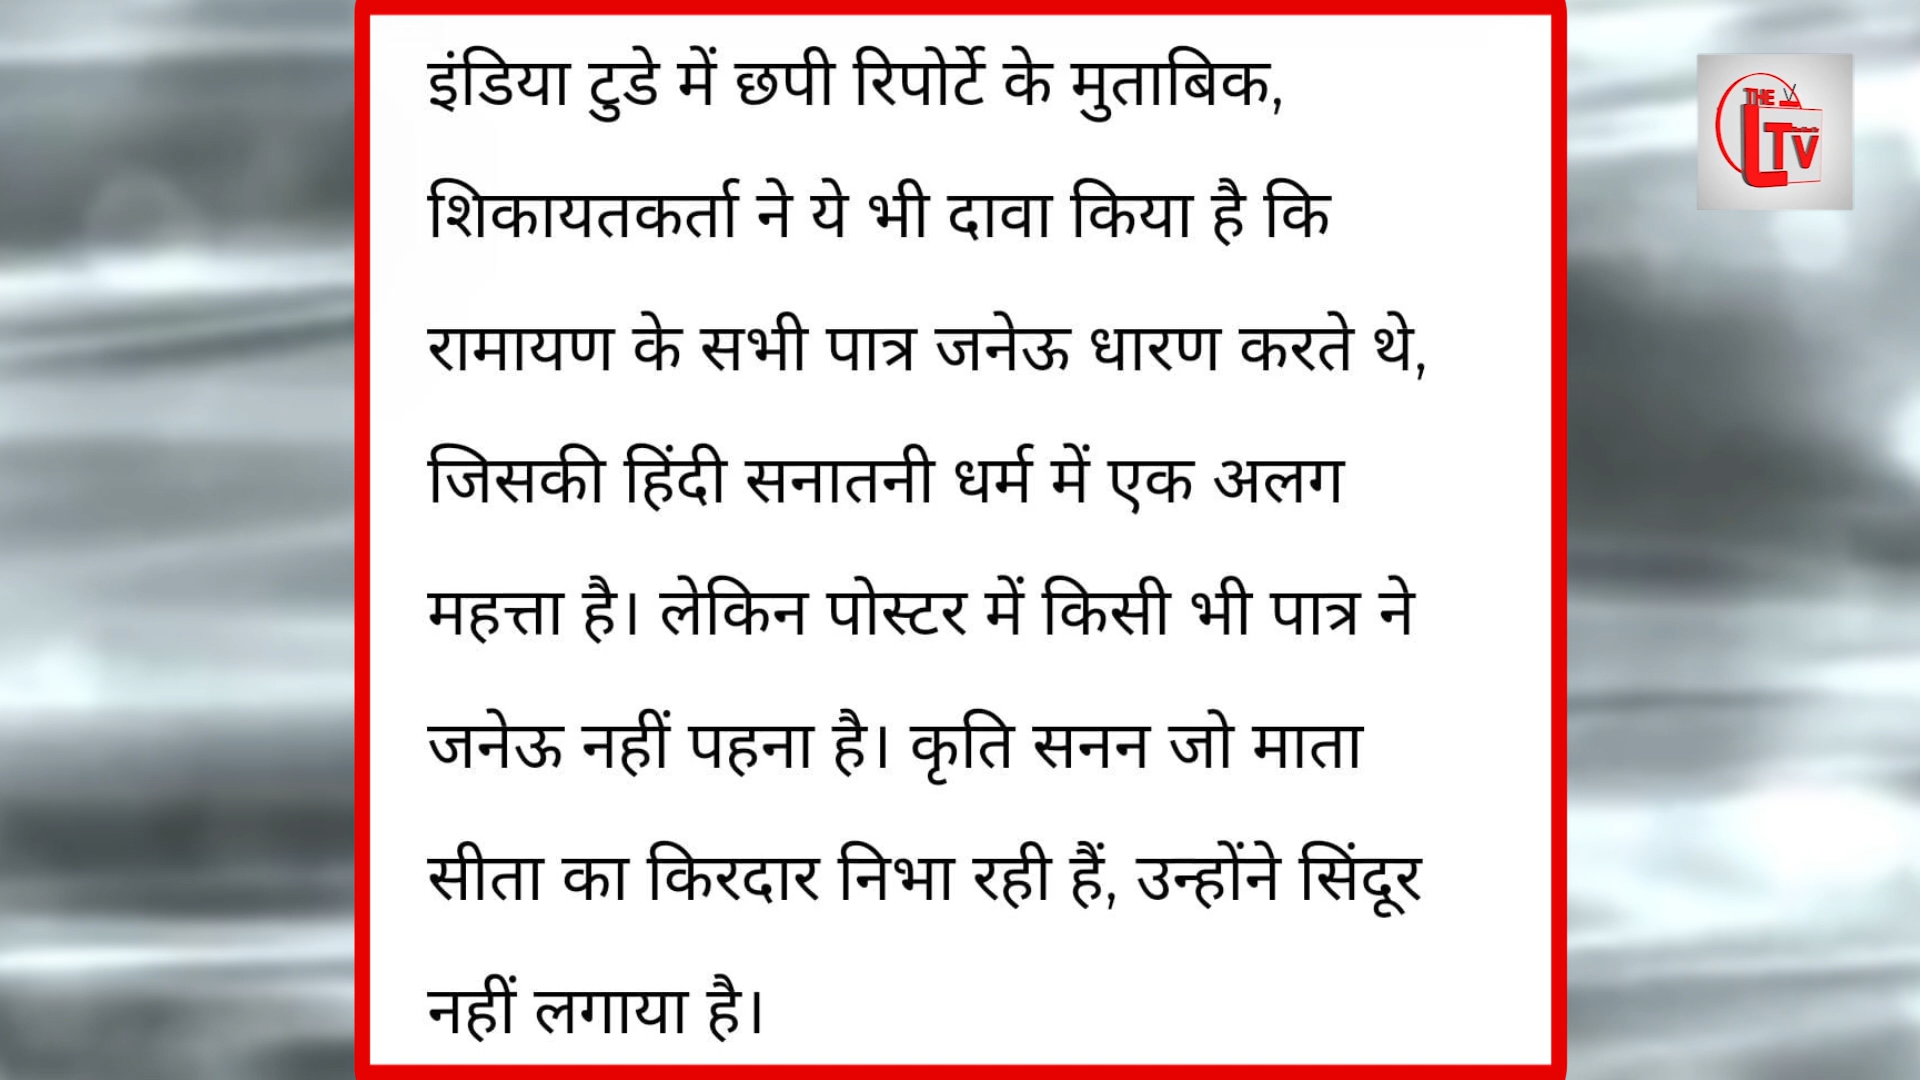 इंडिया टुडे में छपी रिपोर्टे के मुताबिक,
शिकायतकर्ता ने ये भी दावा किया है कि
रामायण के सभी पात्र जनेऊ धारण करते थे,
जिसकी हिंदी सनातनी धर्म में एक अलग
महत्ता है। लेकिन पोस्टर में किसी भी पात्र ने
जनेऊ नहीं पहना है। कृति सनन जो माता
सीता का किरदार निभा रही हैं, उन्होंने सिंदूर
नहीं लगाया है।
THE
LTV